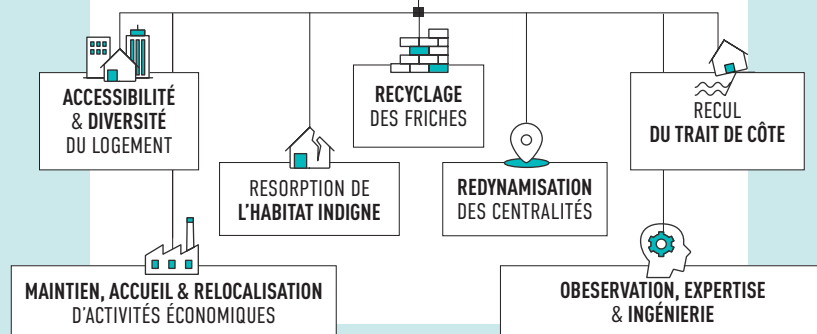 ACCESSIBILITÉ
& DIVERSITÉ
DU LOGEMENT
RECYCLAGE
DES FRICHES
RECUL
DU TRAIT DE CÔTE
RESORPTION DE
L'HABITAT INDIGNE
REDYNAMISATION
DES CENTRALITÉS
MAINTIEN, ACCUEIL & RELOCALISATION
D'ACTIVITÉS ÉCONOMIQUES
OBESERVATION, EXPERTISE
& INGÉNIERIE